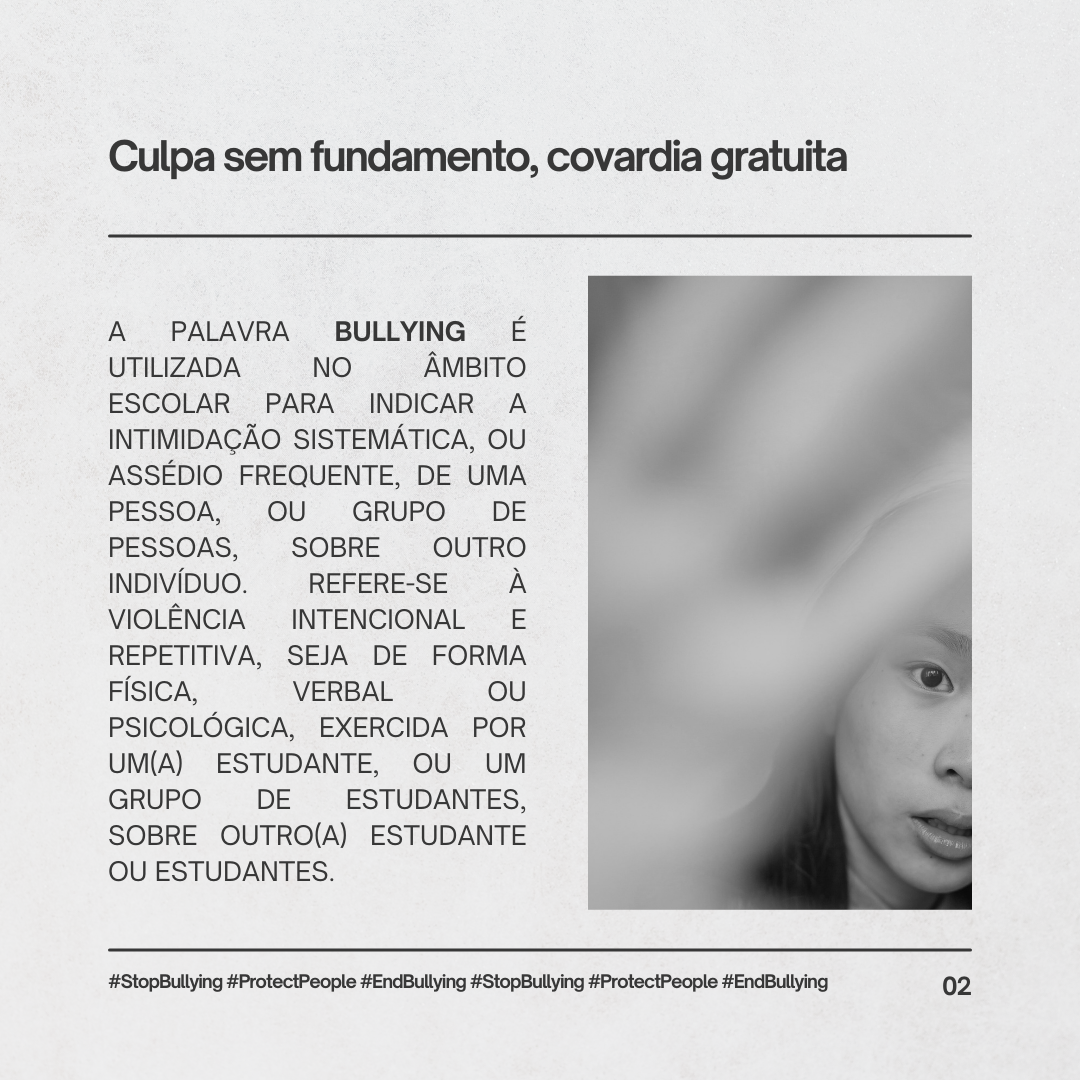 Culpa sem fundamento, covardia gratuita
A PALAVRA BULLYING É
UTILIZADA NO ÂMBITO
ESCOLAR PARA INDICAR A
INTIMIDAÇÃO SISTEMÁTICA, OU
ASSÉDIO FREQUENTE, DE UMA
PESSOA, OU GRUPO DE
PESSOAS, SOBRE OUTRO
INDIVÍDUO. REFERE-SE À
VIOLÊNCIA INTENCIONAL E
REPETITIVA, SEJA DE FORMA
FÍSICA, VERBAL OU
PSICOLÓGICA, EXERCIDA POR
UM(A) ESTUDANTE, OU UM
GRUPO DE ESTUDANTES,
SOBRE OUTRO(A) ESTUDANTE
OU ESTUDANTES.
#StopBullying #ProtectPeople #EndBullying #StopBullying #ProtectPeople #EndBullying
02